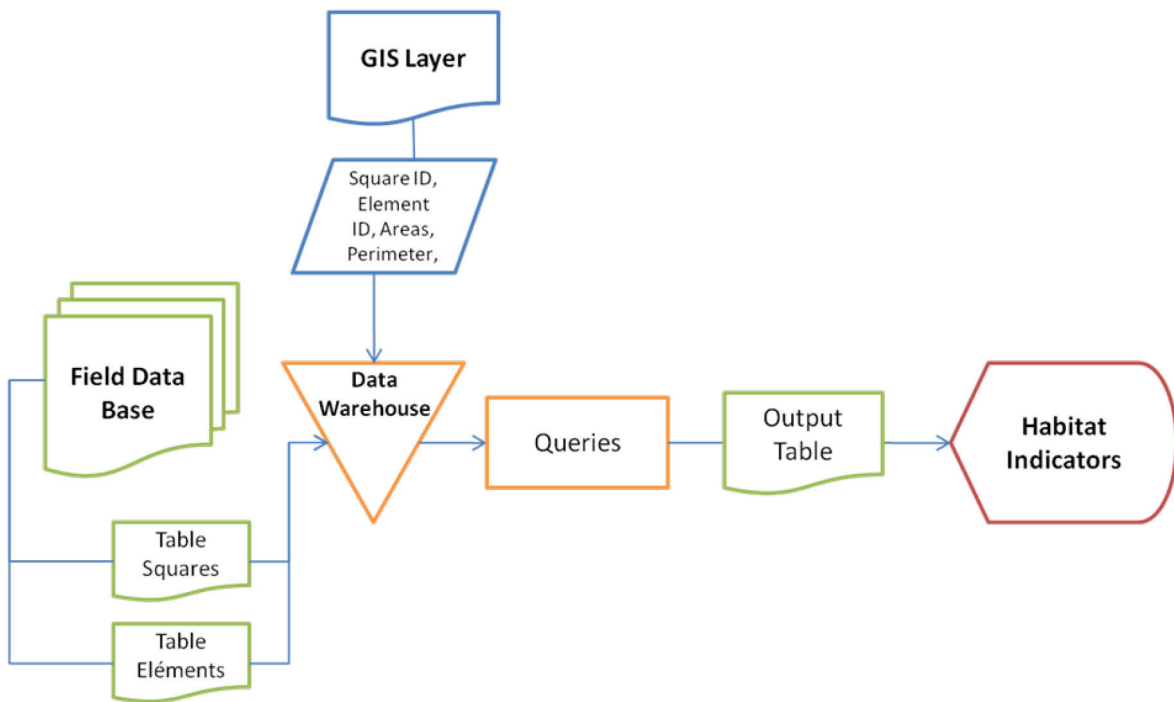 GIS Layer
Square ID,
Element
ID, Areas,
Perimeter,
Field Data
Base
Data
Warehouse
Queries
Output
Table
Habitat
Indicators
Table
Squares
Table
Eléments